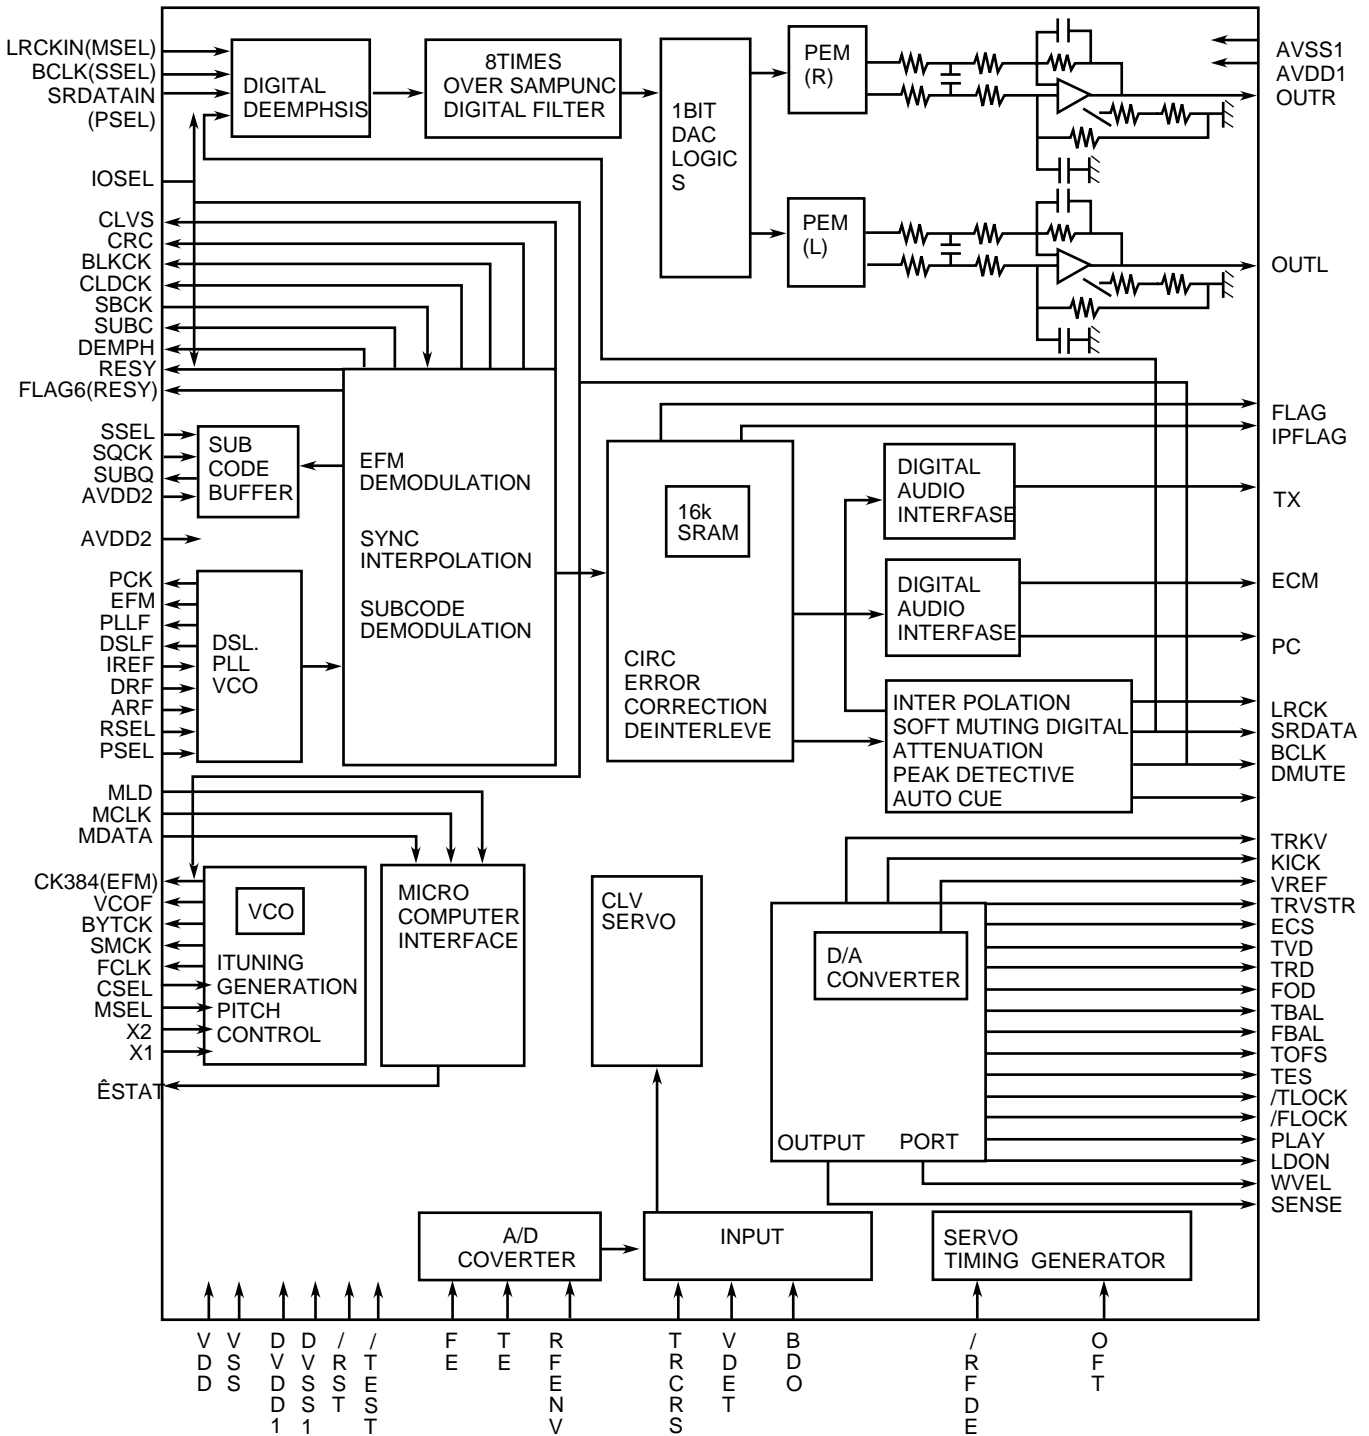 LRCKIN(MSEL)
BCLK(SSEL)
SRDATAIN
(PSEL)
IOSEL
CLVS
CRC
BLKCK
CLDCK
SBCK
SUBC
DEMPH
RESY
FLAG6(RESY)
SSEL
SQCK
SUBQ
AVDD2
AVDD2
PCK
EFM
PLLF
DSLF
IREF
DRF
ARF
RSEL
PSEL
MLD
MCLK
MDATA
CK384(EFM)
VCOF
BYTCK
SMCK
FCLK
CSEL
MSEL
X2
X1
ÊSTAT
DIGITAL
DEEMPHSIS
8TIMES
OVER SAMPUNC
DIGITAL FILTER
1BIT
DAC
LOGIC
S
PEM
(R)
PEM
(L)
SUB
CODE
BUFFER
EFM
DEMODULATION
SYNC
INTERPOLATION
SUBCODE
DEMODULATION
DSL.
PLL
VCO
16k
SRAM
CIRC
ERROR
CORRECTION
DEINTERLEVE
DIGITAL
AUDIO
INTERFASE
DIGITAL
AUDIO
INTERFASE
INTER POLATION
SOFT MUTING DIGITAL
ATTENUATION
PEAK DETECTIVE
AUTO CUE
VCO
ITUNING
GENERATION
PITCH
CONTROL
MICRO
COMPUTER
INTERFACE
CLV
SERVO
D/A
CONVERTER
OUTPUT PORT
A/D
COVERTER
INPUT
SERVO
TIMING GENERATOR
AVSS1
AVDD1
OUTR
OUTL
FLAG
IPFLAG
TX
ECM
PC
LRCK
SRDATA
BCLK
DMUTE
TRKV
KICK
VREF
TRVSTR
ECS
TVD
TRD
FOD
TBAL
FBAL
TOFS
TES
/TLOCK
/FLOCK
PLAY
LDON
WVEL
SENSE
VDD
VSS
DVDD1
DVSS1
/RST
/TEST
FE
TE
RFENV
TRCRS
VDET
BDO
/RFDE
OFT